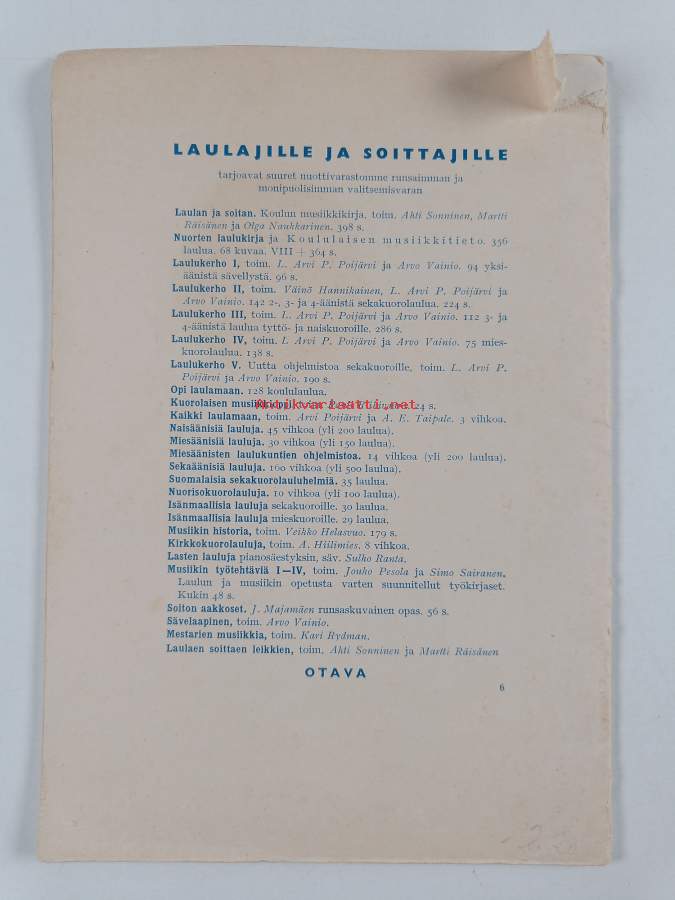 LAULAJILLE JA SOITTAJILLE
tarjoavat suuret nuottivarastomme runsaimman ja
monipuolisimman valitsemisvaran
Laulan ja soitan. Koulun musiikkikirja, toim. Ahti Sonninen, Martti
Räisänen ja Olga Naukkarinen. 398 s.
Nuorten laulukirja ja Koululaisen musiikkitieto. 356
laulua. 68 kuvaa. VIII + 364 s.
Laulukerho I, toim. L. Arvi P. Poijärvi ja Arvo Vainio. 94 yksi-
äänistä sävellystä. 96 s.
Laulukerho II, toim. Väinö Hannikainen, L. Arvi P. Poijärvi ja
Arvo Vainio. 142 2-, 3- ja 4-äänistä sekakuorolaulua. 224 s.
Laulukerho III, toim. L. Arvi P. Poijärvi ja Arvo Vainio. 112 3- ja
4-äänistä laulua tyttö- ja naiskuoroille. 286 s.
Laulukerho IV, toim. L Arvi P. Poijärvi ja Arvo Vainio. 75 mies-
kuorolaulua. 138 s.
Laulukerho V. Uutta ohjelmistoa sekakuoroille, toim. L. Arvi P.
Poijärvi ja Arvo Vainio. 190 s.
Opi laulamaan. 128 koululaulua.
Kuorolaisen 24 s.
antikvariaatti.net
Kaikki laulamaan, toim. Arvi Poijärvi ja A. E. Taipale. 3 vihkoa.
Naisäänisiä lauluja. 45 vihkoa (yli 200 laulua).
Miesäänisiä lauluja. 30 vihkoa (yli 150 laulua).
Miesäänisten laulukuntien ohjelmistoa. 14 vihkoa (yli 200 laulua).
Sekaäänisiä lauluja. 160 vihkoa (yli 500 laulua).
Suomalaisia sekakuorolauluhelmiä. 35 laulua.
Nuorisokuorolauluja. 10 vihkoa (yli 100 laulua).
Isänmaallisia lauluja sekakuoroille. 30 laulua.
Isänmaallisia lauluja mieskuoroille. 29 laulua.
Musiikin historia, toim. Veikko Helasvuo. 179 s.
Kirkkokuorolauluja, toim. A. Hiilimies. 8 vihkoa.
Lasten lauluja pianosäestyksin, säv. Sulho Ranta.
Musiikin työtehtäviä I—IV, toim. Jouko Pesola ja Simo Sairanen.
Laulun ja musiikin opetusta varten suunnitellut työkirjaset.
Kukin 48 s.
Soiton aakkoset. J. Majamäen runsaskuvainen opas. 56 s.
Sävelaapinen, toim. Arvo Vainio.
Mestarien musiikkia, toim. Kari Rydman.
Laulaen soittaen leikkien, toim. Ahti Sonninen ja Martti Räisänen
OTAVA
6